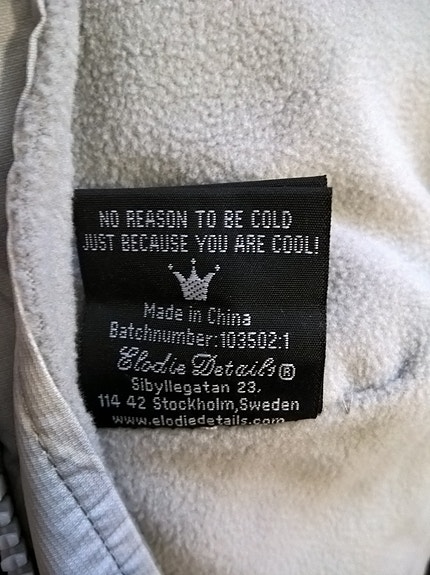 NO REASON TO BE COLD
JUST BECAUSE YOU ARE COOL!
Made in China
Batchnumber:103502:1
Elodie Details®
Sibyllegatan 23.
114 42 Stockholm,Sweden
www.elodiedetails.com